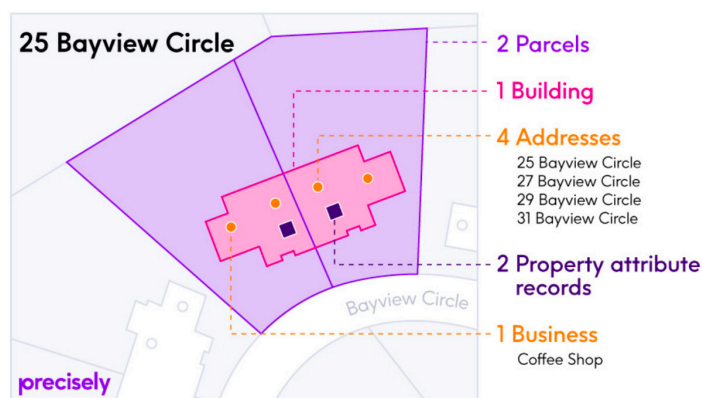 25 Bayview Circle
2 Parcels
1 Building
4 Addresses
25 Bayview Circle
27 Bayview Circle
29 Bayview Circle
31 Bayview Circle
2 Property attribute
records
Bayview Circle
1 Business
Coffee Shop
precisely